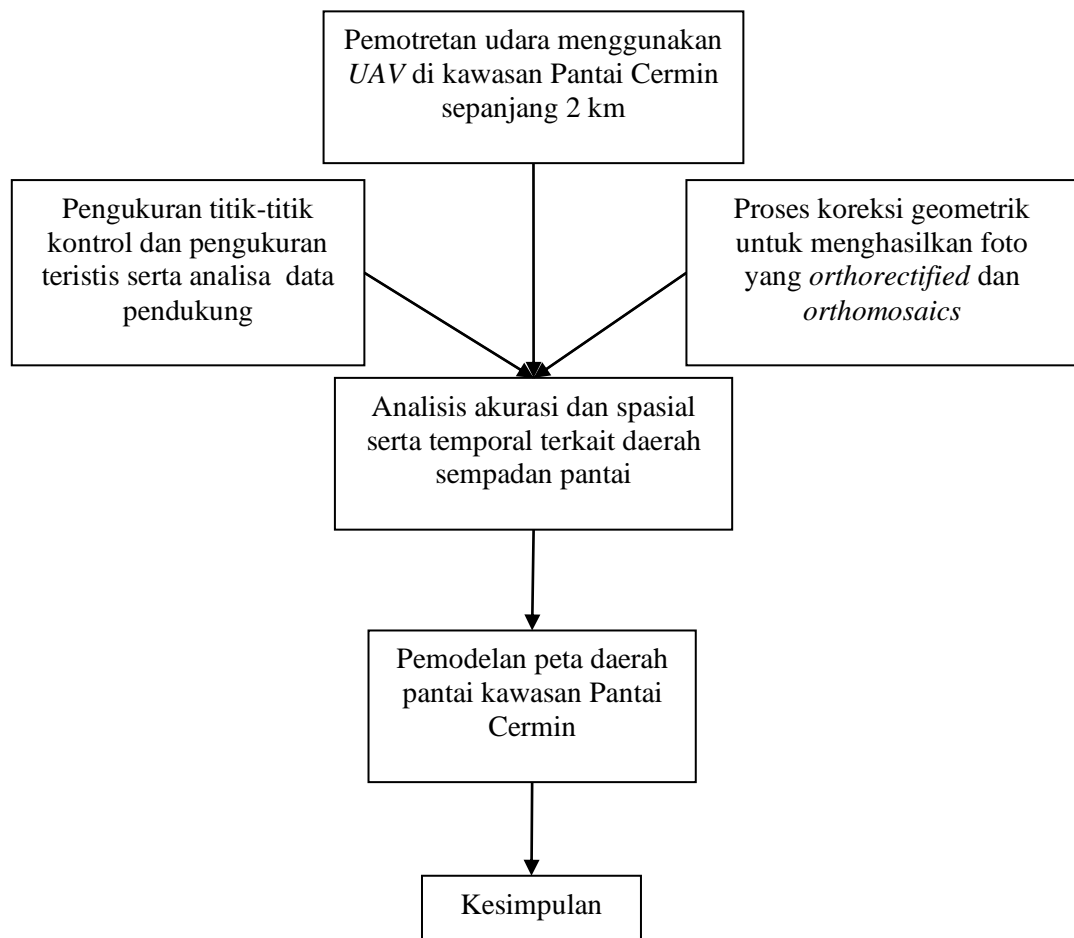 Pemotretan udara menggunakan
UAV di kawasan Pantai Cermin
sepanjang 2 km
Pengukuran titik-titik
kontrol dan pengukuran
teristis serta analisa data
pendukung
Proses koreksi geometrik
untuk menghasilkan foto
yang orthorectified dan
orthomosaics
Analisis akurasi dan spasial
serta temporal terkait daerah
sempadan pantai
Pemodelan peta daerah
pantai kawasan Pantai
Cermin
Kesimpulan